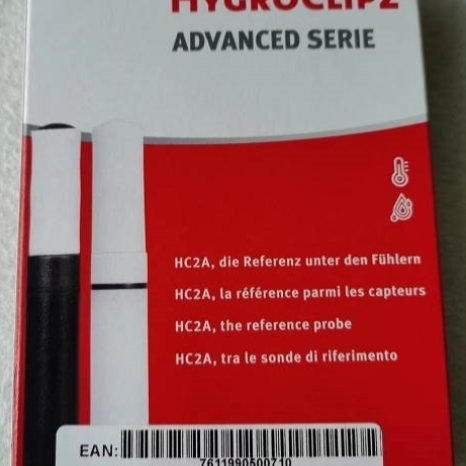 HYGROCLIP2
ADVANCED SERIE
HC2A, die Referenz unter den Fühlern
HC2A, la référence parmi les capteurs
HC2A, the reference probe
HC2A, tra le sonde di riferimento
EAN:
7611990500710